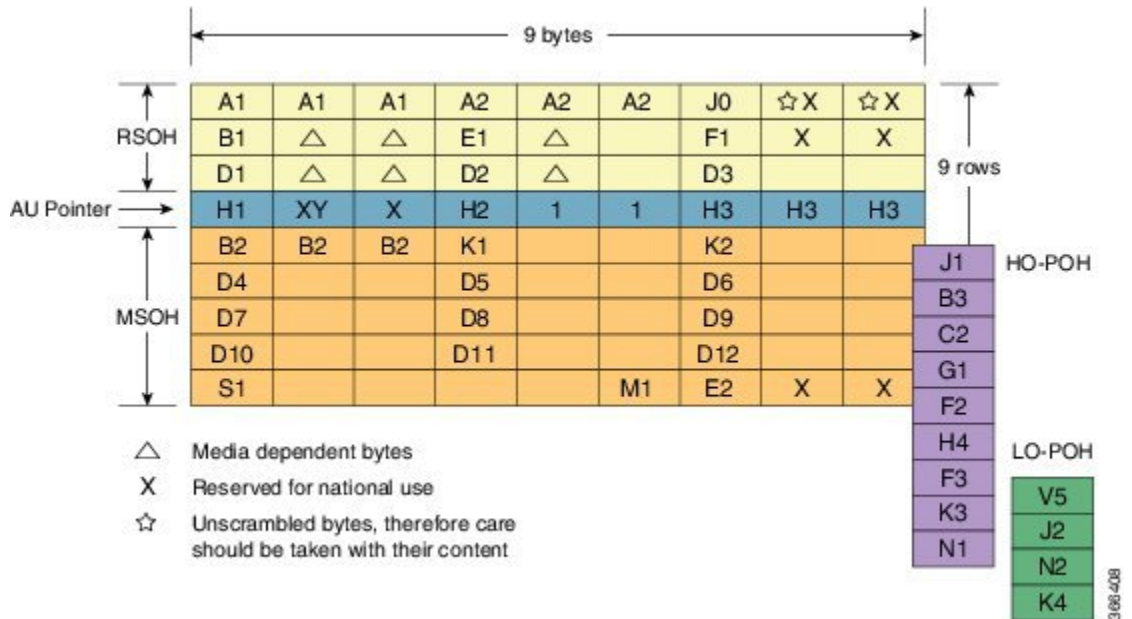 9 bytes
A1 A1 A1 A2 A2 A2 J0 ☆X ☆X
RSOH
B1 △ △ E1 △ F1 X X
D1 △ △ D2 △ D3
9 rows
AU Pointer
H1 XY X H2 1 1 H3 H3 H3
B2 B2 B2 K1 K2
J1 HO-POH
D4 D5 D6
B3
MSOH
D7 D8 D9
C2
D10 D11 D12
G1
S1 M1 E2 X X
F2
△ Media dependent bytes
H4
LO-POH
X Reserved for national use
F3
V5
☆ Unscrambled bytes, therefore care
should be taken with their content
K3
J2
N1
N2
K4
366408